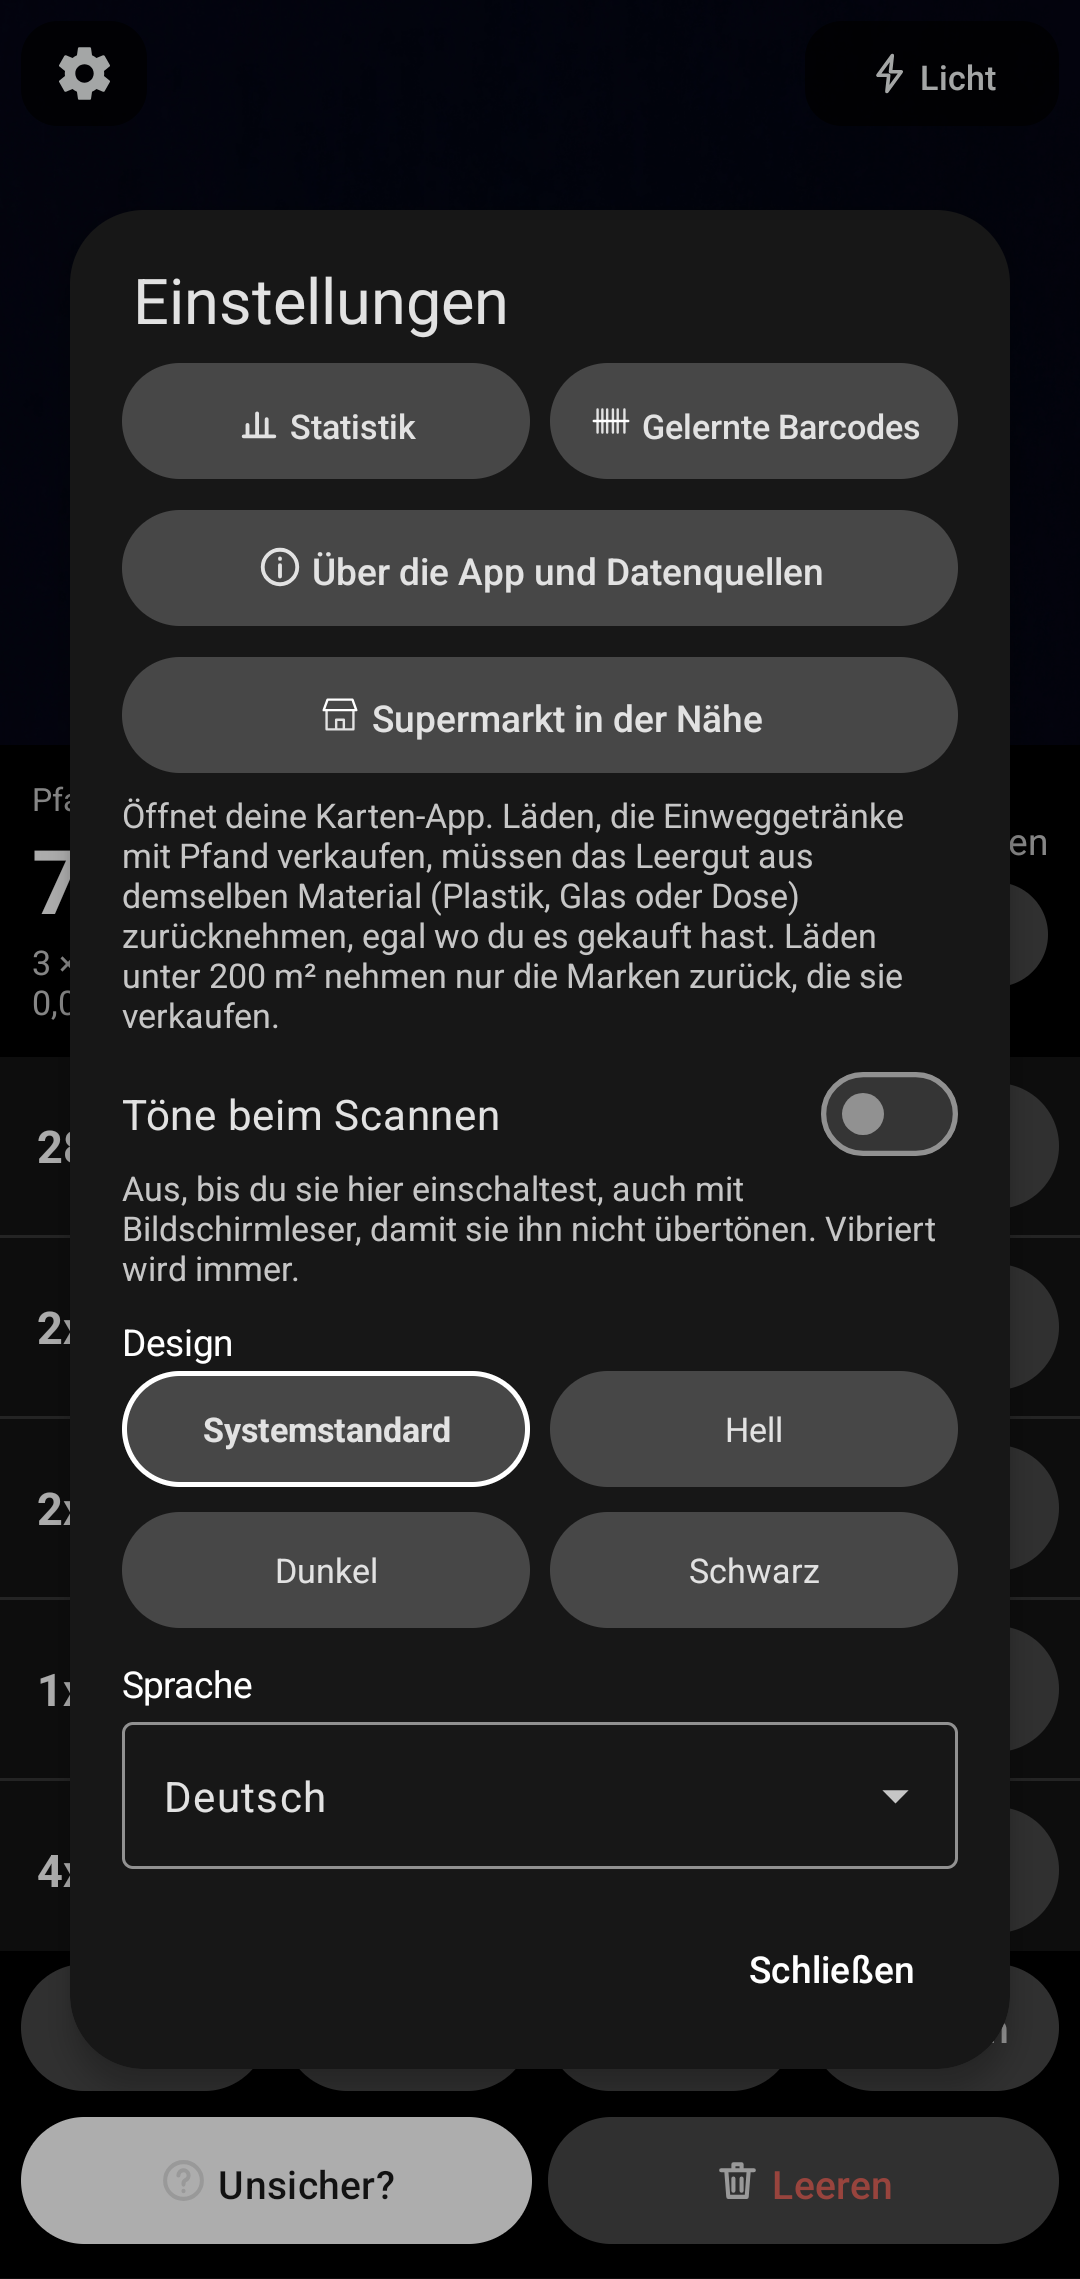 Licht
Einstellungen
Statistik
Gelernte Barcodes
Über die App und Datenquellen
Supermarkt in der Nähe
Öffnet deine Karten-App. Läden, die Einweggetränke
mit Pfand verkaufen, müssen das Leergut aus
demselben Material (Plastik, Glas oder Dose)
zurücknehmen, egal wo du es gekauft hast. Läden
unter 200 m² nehmen nur die Marken zurück, die sie
verkaufen.
Töne beim Scannen
Aus, bis du sie hier einschaltest, auch mit
Bildschirmleser, damit sie ihn nicht übertönen. Vibriert
wird immer.
Design
Systemstandard
Hell
Dunkel
Schwarz
Sprache
Deutsch
Schließen
Unsicher?
Leeren